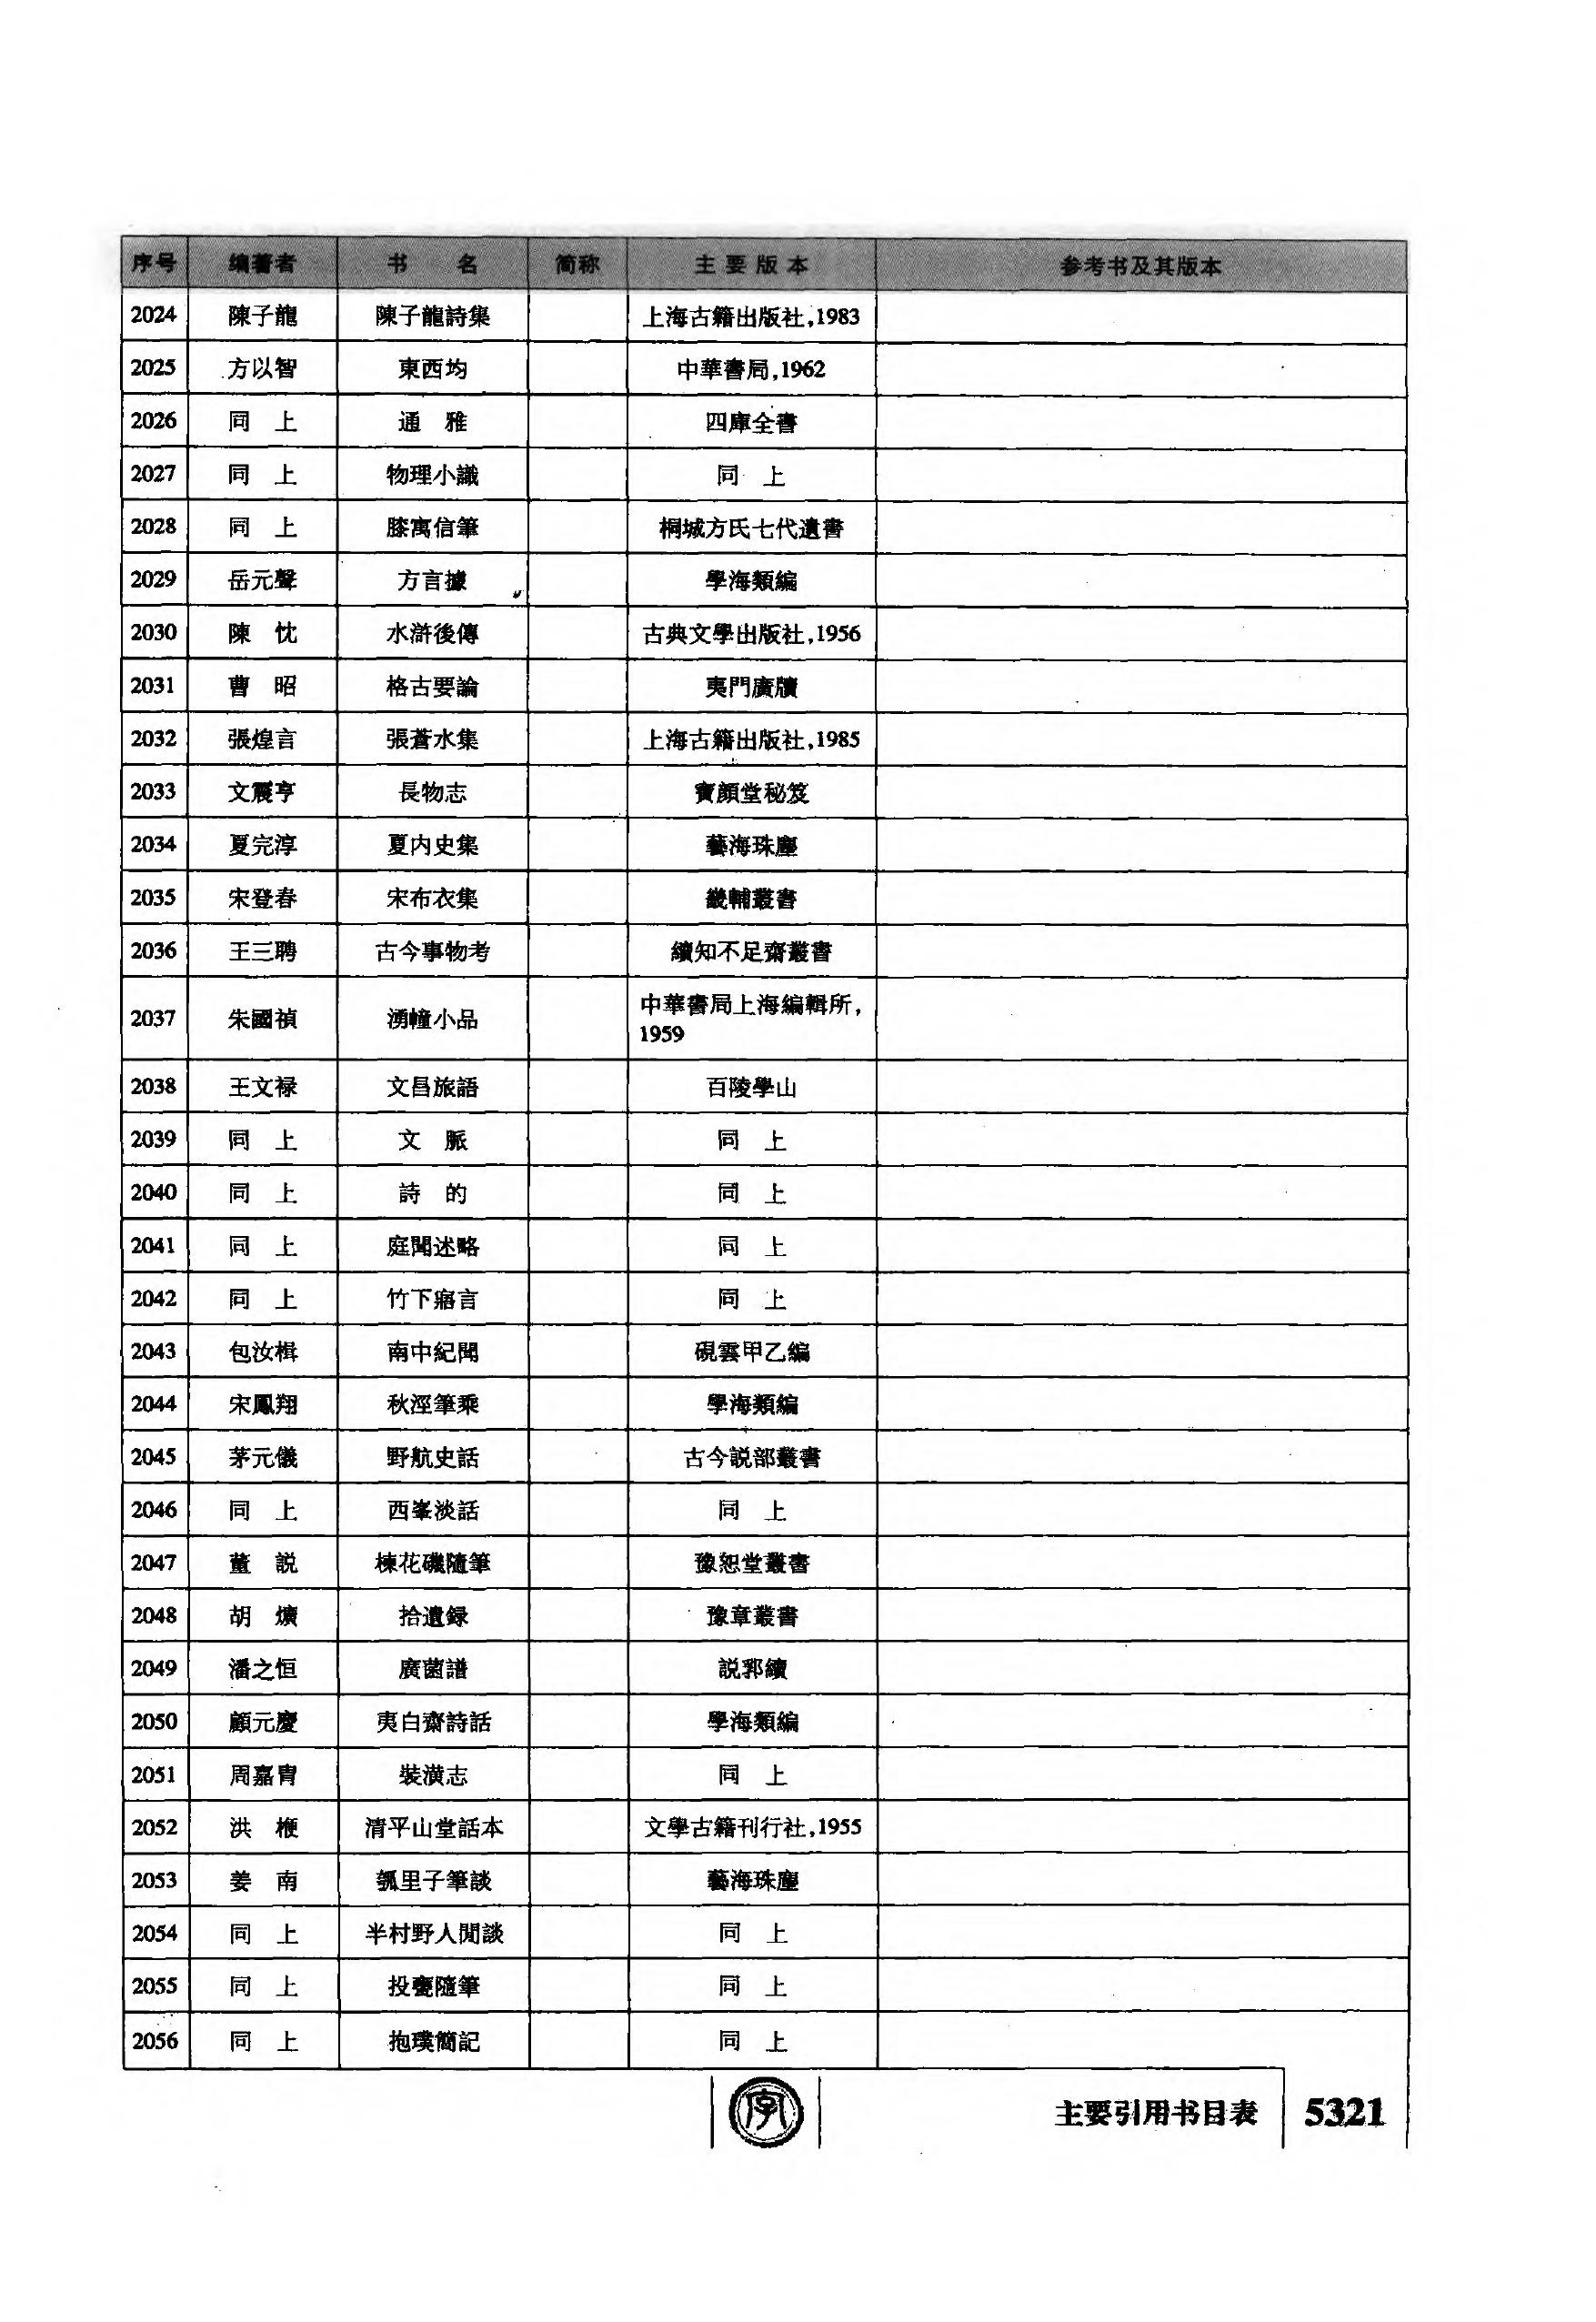 序号 编著者 书 名 简称 主要版本 参考书及其版本
2024 陳子龍 陳子龍詩集 上海古籍出版社,1983
2025 方以智 東西均 中華書局,1962
2026 同 上 通 雅 四庫全書
2027 同 上 物理小識 同 上
2028 同 上 膝寓信筆 桐城方氏七代遺書
2029 岳元聲 方言據 學海類編
2030 陳 忱 水滸後傳 古典文學出版社,1956
2031 曹 昭 格古要論 夷門廣牘
2032 張煌言 張蒼水集 上海古籍出版社,1985
2033 文震亨 長物志 寶顔堂秘笈
2034 夏完淳 夏内史集 藝海珠塵
2035 宋登春 宋布衣集 畿輔叢書
2036 王三聘 古今事物考 續知不足齋叢書
2037 朱國禎 湧幢小品 中華書局上海編輯所,
1959
2038 王文禄 文昌旅語 百陵學山
2039 同 上 文 脈 同 上
2040 同 上 詩 的 同 上
2041 同 上 庭聞述略 同 上
2042 同 上 竹下寤言 同 上
2043 包汝楫 南中紀聞 硯雲甲乙編
2044 宋鳳翔 秋涇筆乘 學海類編
2045 茅元儀 野航史話 古今説部叢書
2046 同 上 西峯淡話 同 上
2047 董 説 楝花磯隨筆 豫恕堂叢書
2048 胡 爌 拾遺録 豫章叢書
2049 潘之恒 廣菌譜 説郛續
2050 顧元慶 夷白齋詩話 學海類編
2051 周嘉胄 裝潢志 同 上
2052 洪 楩 清平山堂話本 文學古籍刊行社,1955
2053 姜 南 瓠里子筆談 藝海珠塵
2054 同 上 半村野人閒談 同 上
2055 同 上 投甕隨筆 同 上
2056 同 上 抱璞簡記 同 上
字 主要引用书目表 5321